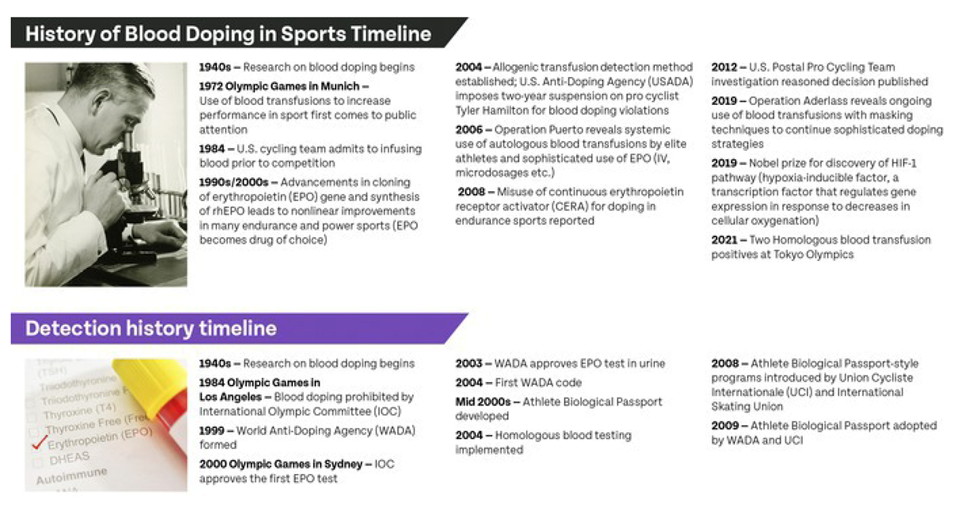 History of Blood Doping in Sports Timeline
1940s – Research on blood doping begins
1972 Olympic Games in Munich –
Use of blood transfusions to increase
performance in sport first comes to public
attention
1984 – U.S. cycling team admits to infusing
blood prior to competition
1990s/2000s – Advancements in cloning
of erythropoietin (EPO) gene and synthesis
of rhEPO leads to nonlinear improvements
in many endurance and power sports (EPO
becomes drug of choice)
2004 – Allogenic transfusion detection method
established; U.S. Anti-Doping Agency (USADA)
imposes two-year suspension on pro cyclist
Tyler Hamilton for blood doping violations
2006 – Operation Puerto reveals systemic
use of autologous blood transfusions by elite
athletes and sophisticated use of EPO (IV,
microdosages etc.)
2008 – Misuse of continuous erythropoietin
receptor activator (CERA) for doping in
endurance sports reported
2012 – U.S. Postal Pro Cycling Team
investigation reasoned decision published
2019 – Operation Aderlass reveals ongoing
use of blood transfusions with masking
techniques to continue sophisticated doping
strategies
2019 – Nobel prize for discovery of HIF-1
pathway (hypoxia-inducible factor, a
transcription factor that regulates gene
expression in response to decreases in
cellular oxygenation)
2021 – Two Homologous blood transfusion
positives at Tokyo Olympics
Detection history timeline
(TSH)
Triodothyronine
Triodothyronine F
Thyroxine (T4)
Thyroxine Free (Free
Erythropoietin (EPO)
DHEAS
Autoimmune
1940s – Research on blood doping begins
1984 Olympic Games in
Los Angeles – Blood doping prohibited by
International Olympic Committee (IOC)
1999 – World Anti-Doping Agency (WADA)
formed
2000 Olympic Games in Sydney – IOC
approves the first EPO test
2003 – WADA approves EPO test in urine
2004 – First WADA code
Mid 2000s – Athlete Biological Passport
developed
2004 – Homologous blood testing
implemented
2008 – Athlete Biological Passport-style
programs introduced by Union Cycliste
Internationale (UCI) and International
Skating Union
2009 – Athlete Biological Passport adopted
by WADA and UCI